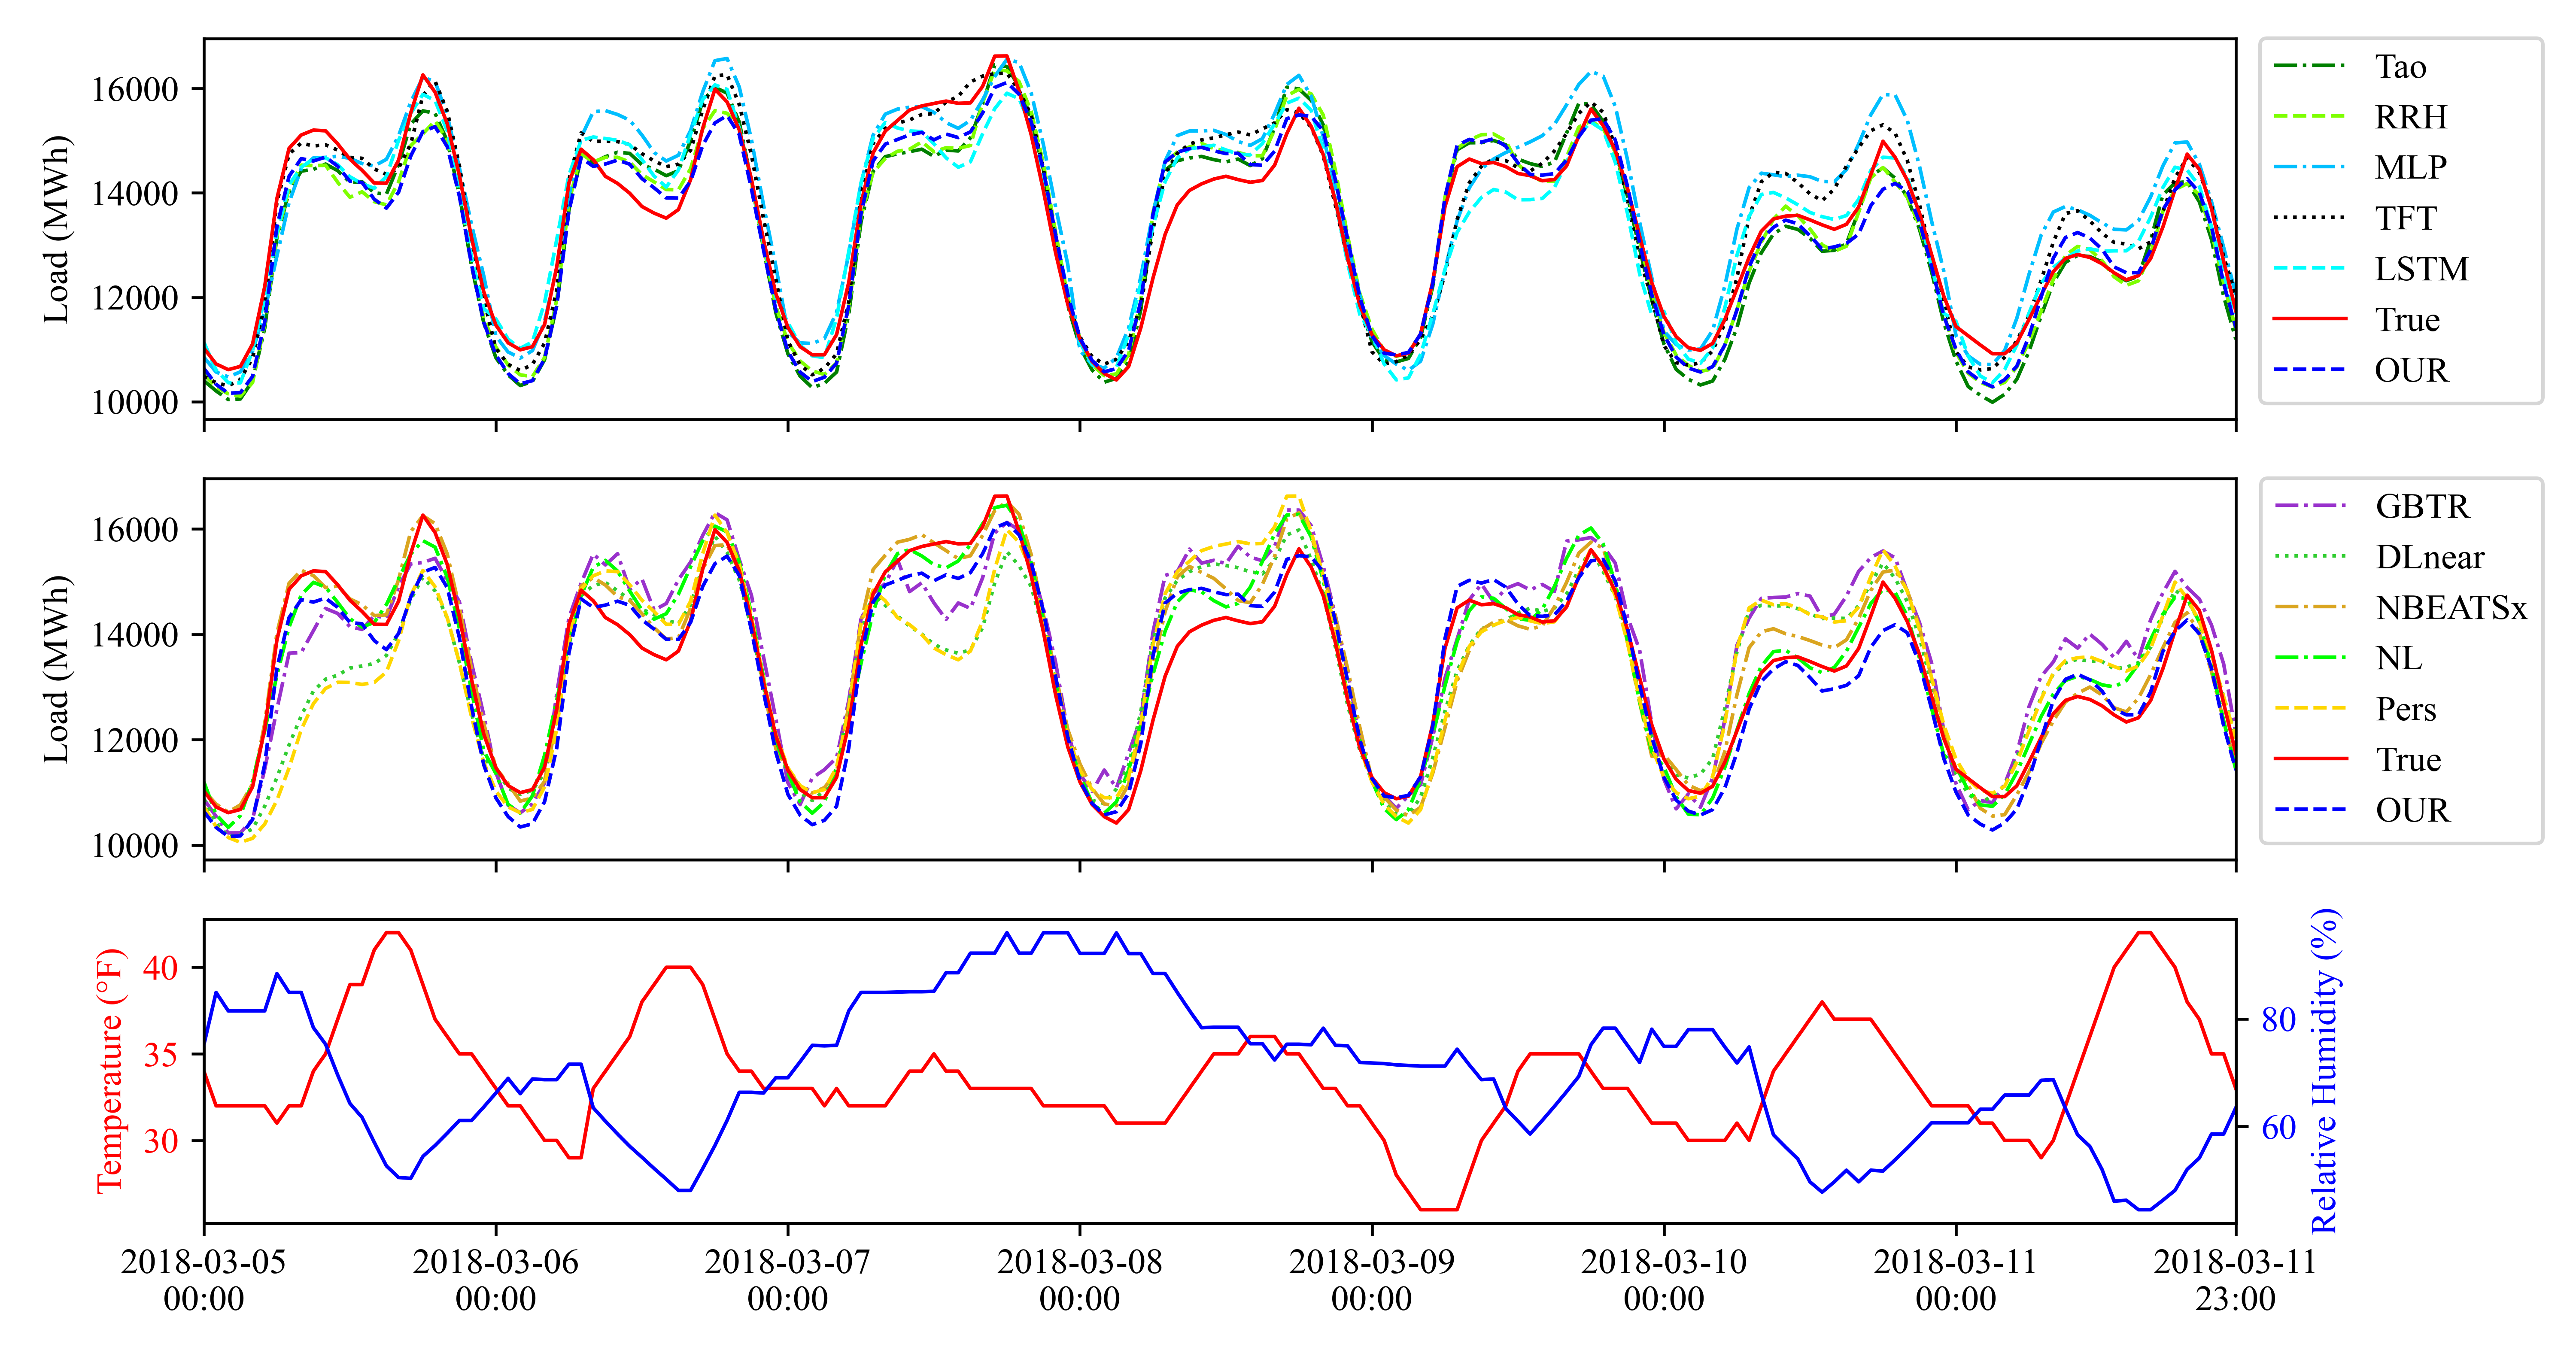 Load (MWh)
16000
14000
12000
10000
Tao
RRH
MLP
TFT
LSTM
True
OUR
Load (MWh)
16000
14000
12000
10000
GBTR
DLnear
NBEATSx
NL
Pers
True
OUR
Temperature (°F)
40
35
30
80
60
Relative Humidity (%)
2018-03-05
00:00
2018-03-06
00:00
2018-03-07
00:00
2018-03-08
00:00
2018-03-09
00:00
2018-03-10
00:00
2018-03-11
00:00
2018-03-11
23:00